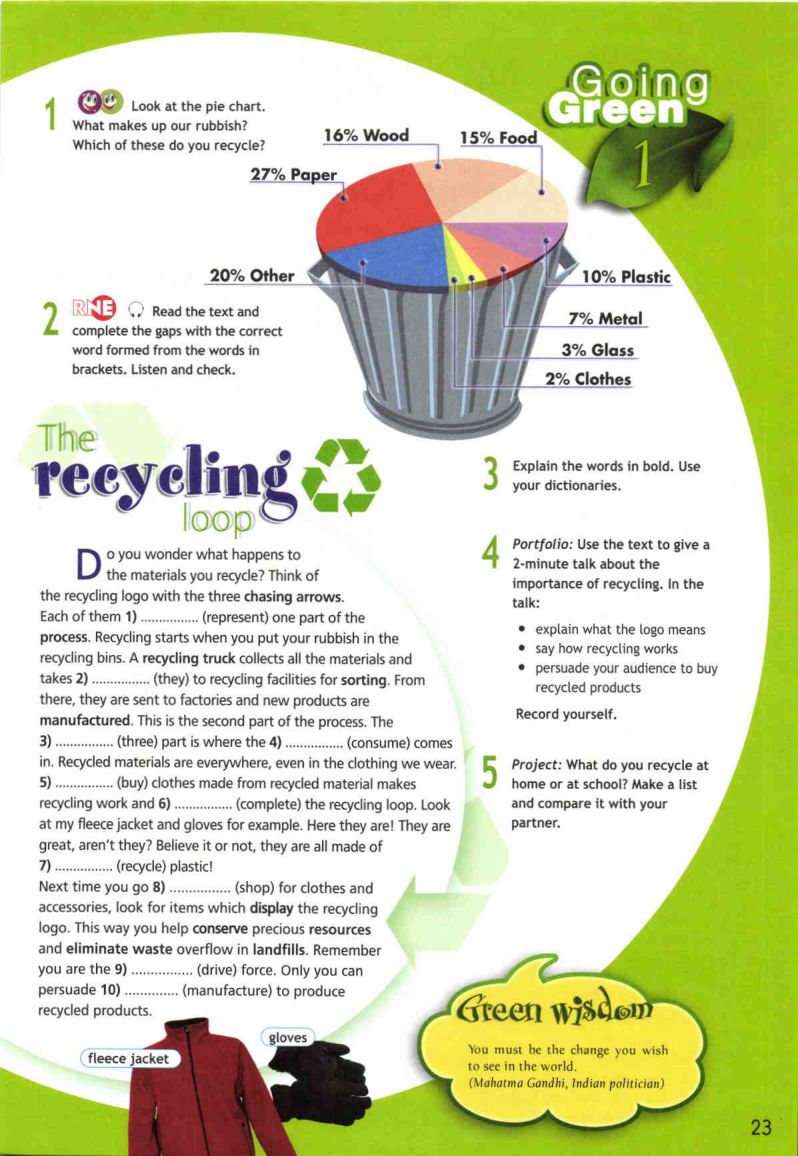 Going
Green
1
1 Look at the pie chart.
What makes up our rubbish?
Which of these do you recycle?
16% Wood
15% Food
27% Paper
20% Other
10% Plastic
7% Metal
3% Glass
2% Clothes
2 RNE Read the text and
complete the gaps with the correct
word formed from the words in
brackets. Listen and check.
The
recycling
loop
Do you wonder what happens to
the materials you recycle? Think of
the recycling logo with the three chasing arrows.
Each of them 1) ................ (represent) one part of the
process. Recycling starts when you put your rubbish in the
recycling bins. A recycling truck collects all the materials and
takes 2) ................ (they) to recycling facilities for sorting. From
there, they are sent to factories and new products are
manufactured. This is the second part of the process. The
3) ................ (three) part is where the 4) ................ (consume) comes
in. Recycled materials are everywhere, even in the clothing we wear.
5) ................ (buy) clothes made from recycled material makes
recycling work and 6) ................ (complete) the recycling loop. Look
at my fleece jacket and gloves for example. Here they are! They are
great, aren't they? Believe it or not, they are all made of
7) ................ (recycle) plastic!
Next time you go 8) ................. (shop) for clothes and
accessories, look for items which display the recycling
logo. This way you help conserve precious resources
and eliminate waste overflow in landfills. Remember
you are the 9) ................. (drive) force. Only you can
persuade 10) ............... (manufacture) to produce
recycled products.
fleece jacket
gloves
3 Explain the words in bold. Use
your dictionaries.
4 Portfolio: Use the text to give a
2-minute talk about the
importance of recycling. In the
talk:
• explain what the logo means
• say how recycling works
• persuade your audience to buy
recycled products
Record yourself.
5 Project: What do you recycle at
home or at school? Make a list
and compare it with your
partner.
Green wisdom
You must be the change you wish
to see in the world.
(Mahatma Gandhi, Indian politician)
23